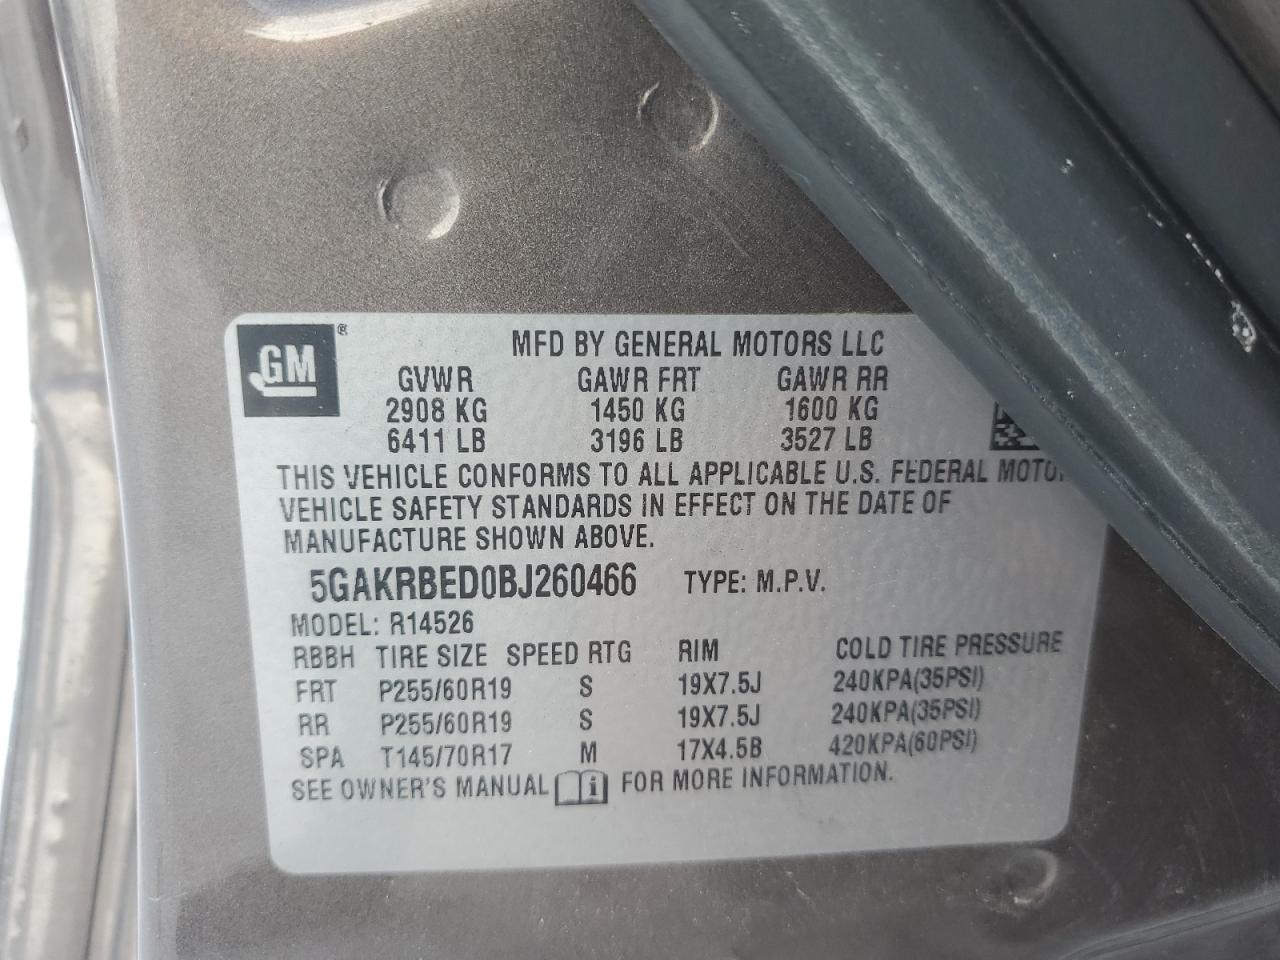 GM ®
MFD BY GENERAL MOTORS LLC
GVWR GAWR FRT GAWR RR
2908 KG 1450 KG 1600 KG
6411 LB 3196 LB 3527 LB
THIS VEHICLE CONFORMS TO ALL APPLICABLE U.S. FEDERAL MOTO
VEHICLE SAFETY STANDARDS IN EFFECT ON THE DATE OF
MANUFACTURE SHOWN ABOVE.
5GAKRBED0BJ260466 TYPE: M.P.V.
MODEL: R14526
RBBH TIRE SIZE SPEED RTG RIM COLD TIRE PRESSURE
FRT P255/60R19 S 19X7.5J 240KPA(35PSI)
RR P255/60R19 S 19X7.5J 240KPA(35PSI)
SPA T145/70R17 M 17X4.5B 420KPA(60PSI)
SEE OWNER'S MANUAL i FOR MORE INFORMATION.